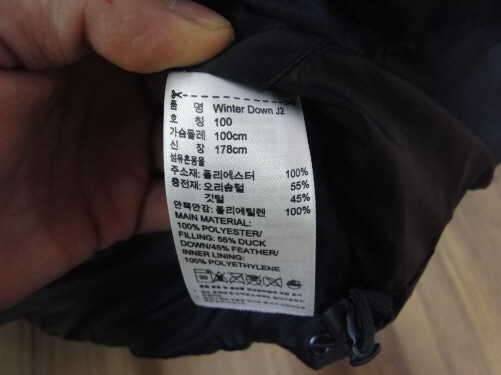 품 명 Winter Down J2
호 칭 100
가슴둘레 100cm
신 장 178cm
섬유혼용율
주소재: 폴리에스터 100%
충전재: 오리솜털 55%
깃털 45%
안쪽안감: 폴리에틸렌 100%
MAIN MATERIAL:
100% POLYESTER/
FILLING: 55% DUCK
DOWN/45% FEATHER/
INNER LINING:
100% POLYETHYLENE